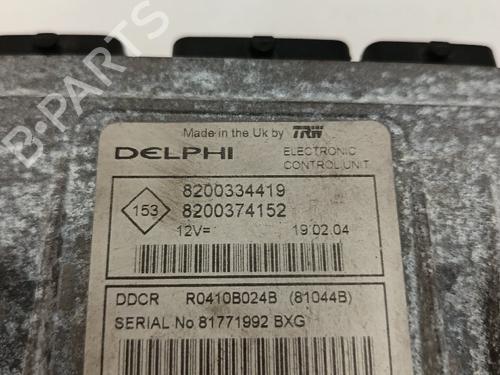 B-PARTS
Made in the Uk by TRW
DELPHI ELECTRONIC CONTROL UNIT
153
8200334419
8200374152
12V= 19.02.04
DDCR R0410B024B (81044B)
SERIAL No 81771992 BXG